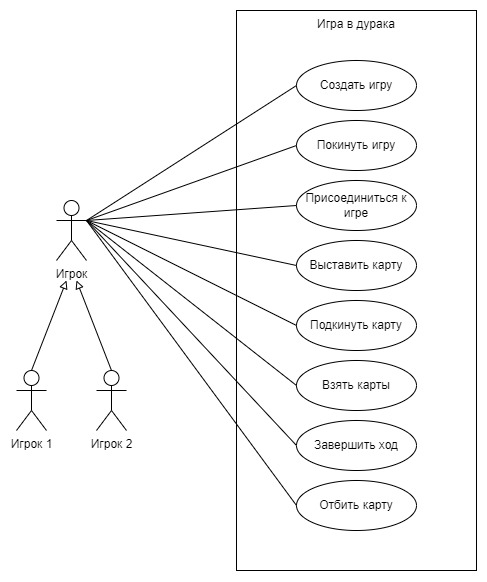 Игра в дурака
Создать игру
Покинуть игру
Присоединиться к
игре
Выставить карту
Подкинуть карту
Взять карты
Завершить ход
Отбить карту
Игрок
Игрок 1
Игрок 2